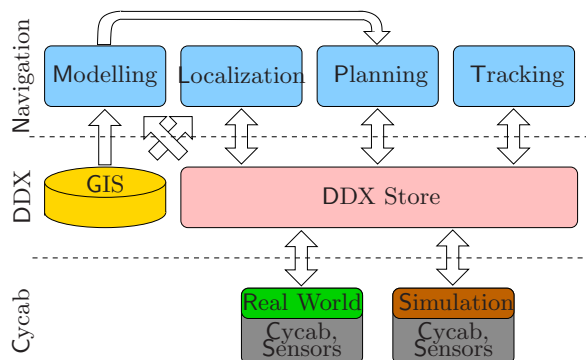 Navigation
Modelling
Localization
Planning
Tracking
DDX
GIS
DDX Store
Cycab
Real World
Cycab,
Sensors
Simulation
Cycab,
Sensors